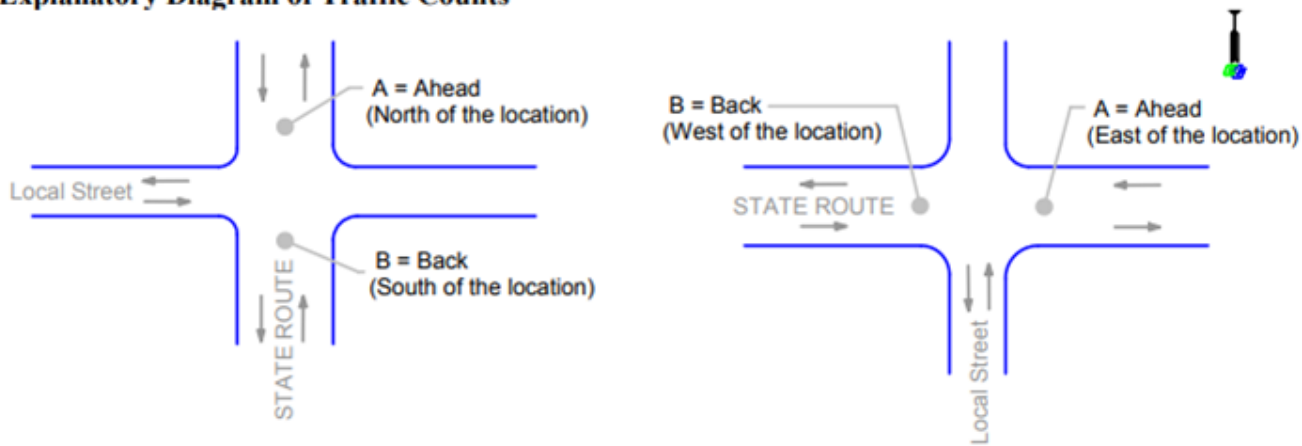 Explanatory Diagram of Traffic Counts
A = Ahead
(North of the location)
Local Street
B = Back
(South of the location)
STATE ROUTE
B = Back
(West of the location)
A = Ahead
(East of the location)
STATE ROUTE
Local Street